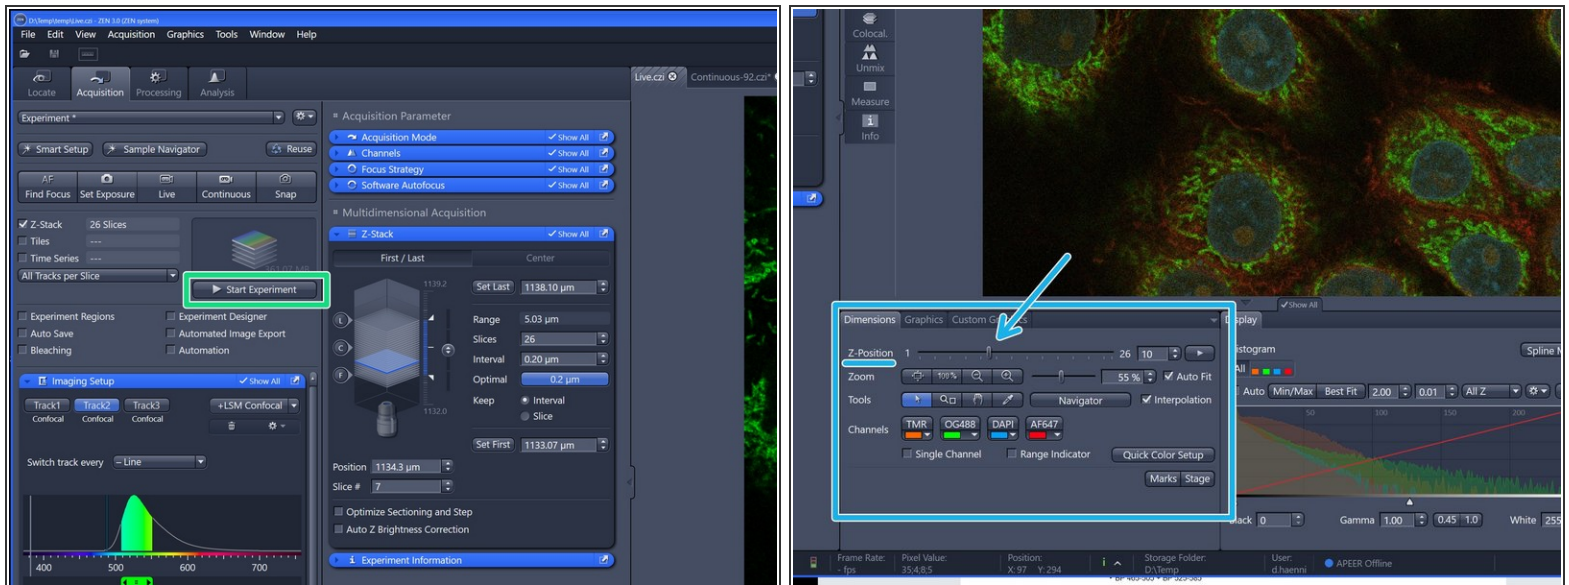 D:\Temp\temp\Live.czi - ZEN 3.0 (ZEN system)
File Edit View Acquisition Graphics Tools Window Help
Locate Acquisition Processing Analysis
Experiment *
Smart Setup Sample Navigator Reuse
AF
Find Focus Set Exposure Live Continuous Snap
Z-Stack 26 Slices
Tiles ---
Time Series ---
All Tracks per Slice
Start Experiment
Experiment Regions Experiment Designer
Auto Save Automated Image Export
Bleaching Automation
Imaging Setup Show All
Track1 Track2 Track3 +LSM Confocal
Confocal Confocal Confocal
Switch track every – Line
400 500 600 700
Acquisition Parameter
Acquisition Mode Show All
Channels Show All
Focus Strategy Show All
Software Autofocus Show All
Multidimensional Acquisition
Z-Stack Show All
First / Last Center
1139.2
Set Last 1138.10 µm
L
Range 5.03 µm
Slices 26
C
Interval 0.20 µm
F
Optimal 0.2 µm
Keep Interval
Slice
1132.0
Set First 1133.07 µm
Position 1134.3 µm
Slice # 7
Optimize Sectioning and Step
Auto Z Brightness Correction
i Experiment Information
Live.czi Continuous-92.czi*
Colocal.
Unmix
Measure
i
Info
Show All
Dimensions Graphics Custom Gr
Z-Position 1 26 10
Zoom 100% 55 % Auto Fit
Tools Navigator Interpolation
Channels TMR OG488 DAPI AF647
Single Channel Range Indicator Quick Color Setup
Marks Stage
Spline M
Auto Min/Max Best Fit 2.00 0.01 All Z
50 100 150 200
0 Gamma 1.00 0.45 1.0 White 255
Frame Rate: Pixel Value: Position: Storage Folder: User:
- fps 35;4;8;5 X: 97 Y: 294 i D:\Temp d.haenni APEER Offline